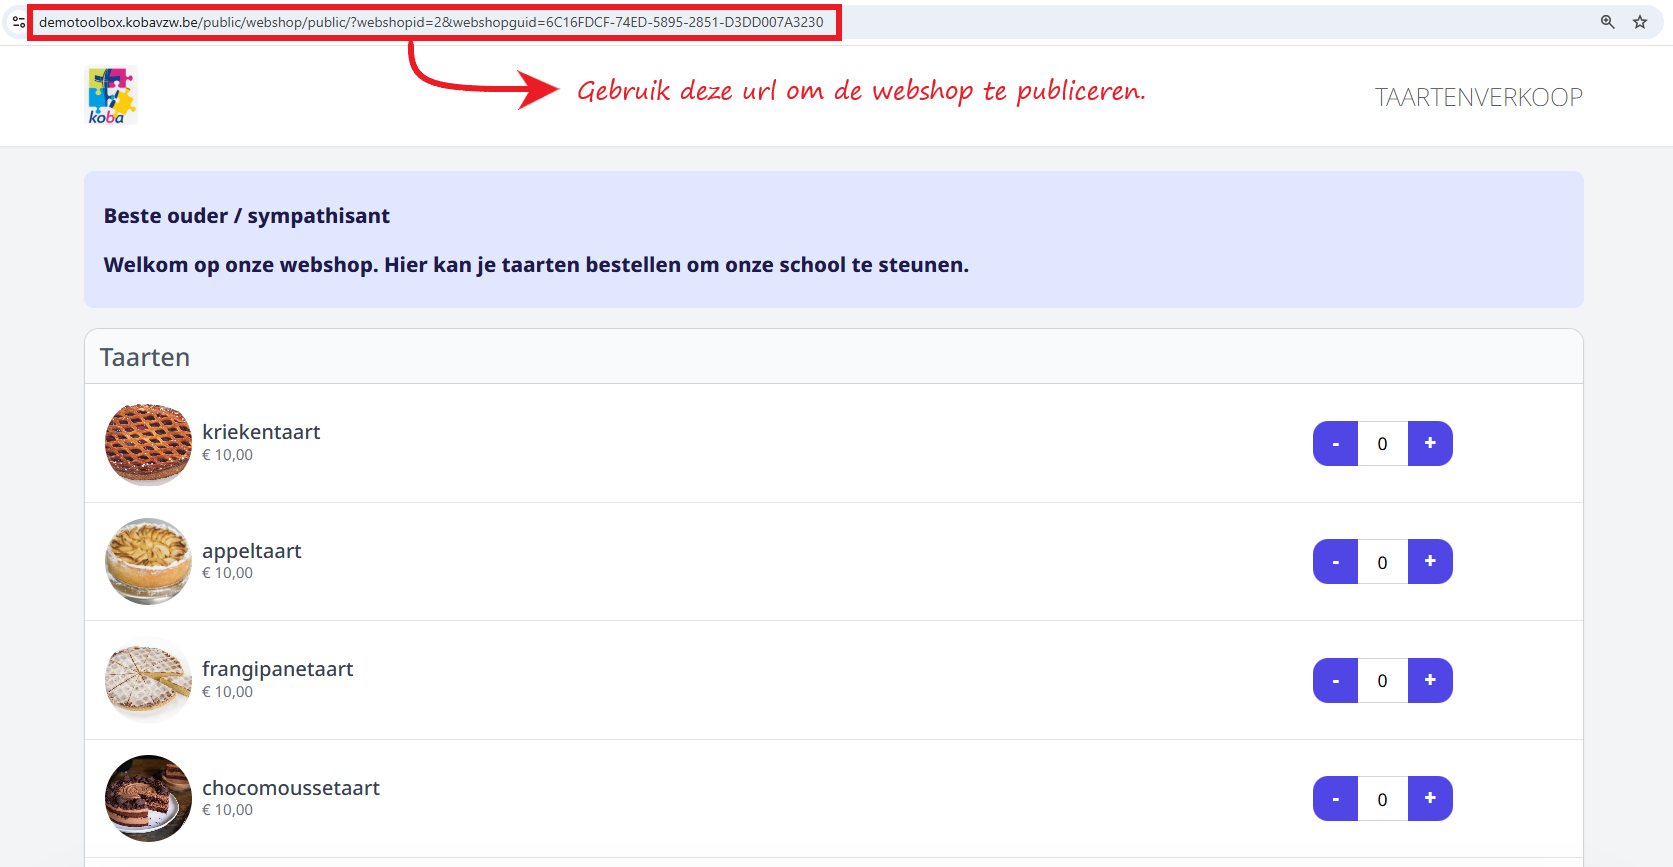 demotoolbox.kobavzw.be/public/webshop/public/?webshopid=2&webshopguid=6C16FDCF-74ED-5895-2851-D3DD007A3230
Gebruik deze url om de webshop te publiceren.
koba
TAARTENVERKOOP
Beste ouder / sympathisant
Welkom op onze webshop. Hier kan je taarten bestellen om onze school te steunen.
Taarten
kriekentaart
€ 10,00
- 0 +
appeltaart
€ 10,00
- 0 +
frangipanetaart
€ 10,00
- 0 +
chocomoussetaart
€ 10,00
- 0 +